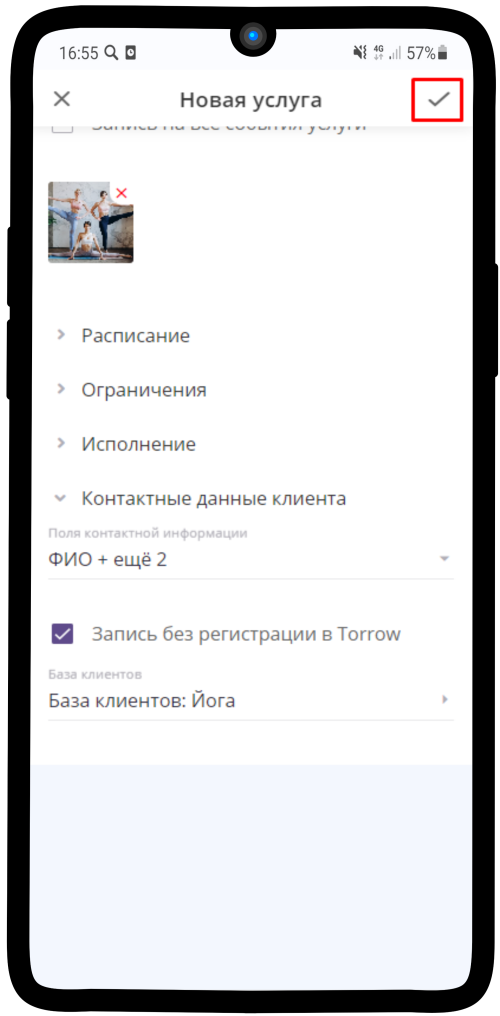 16:55
4G
57%
Новая услуга
Запись на все события услуги
Расписание
Ограничения
Исполнение
Контактные данные клиента
Поля контактной информации
ФИО + ещё 2
Запись без регистрации в Torrow
База клиентов
База клиентов: Йога